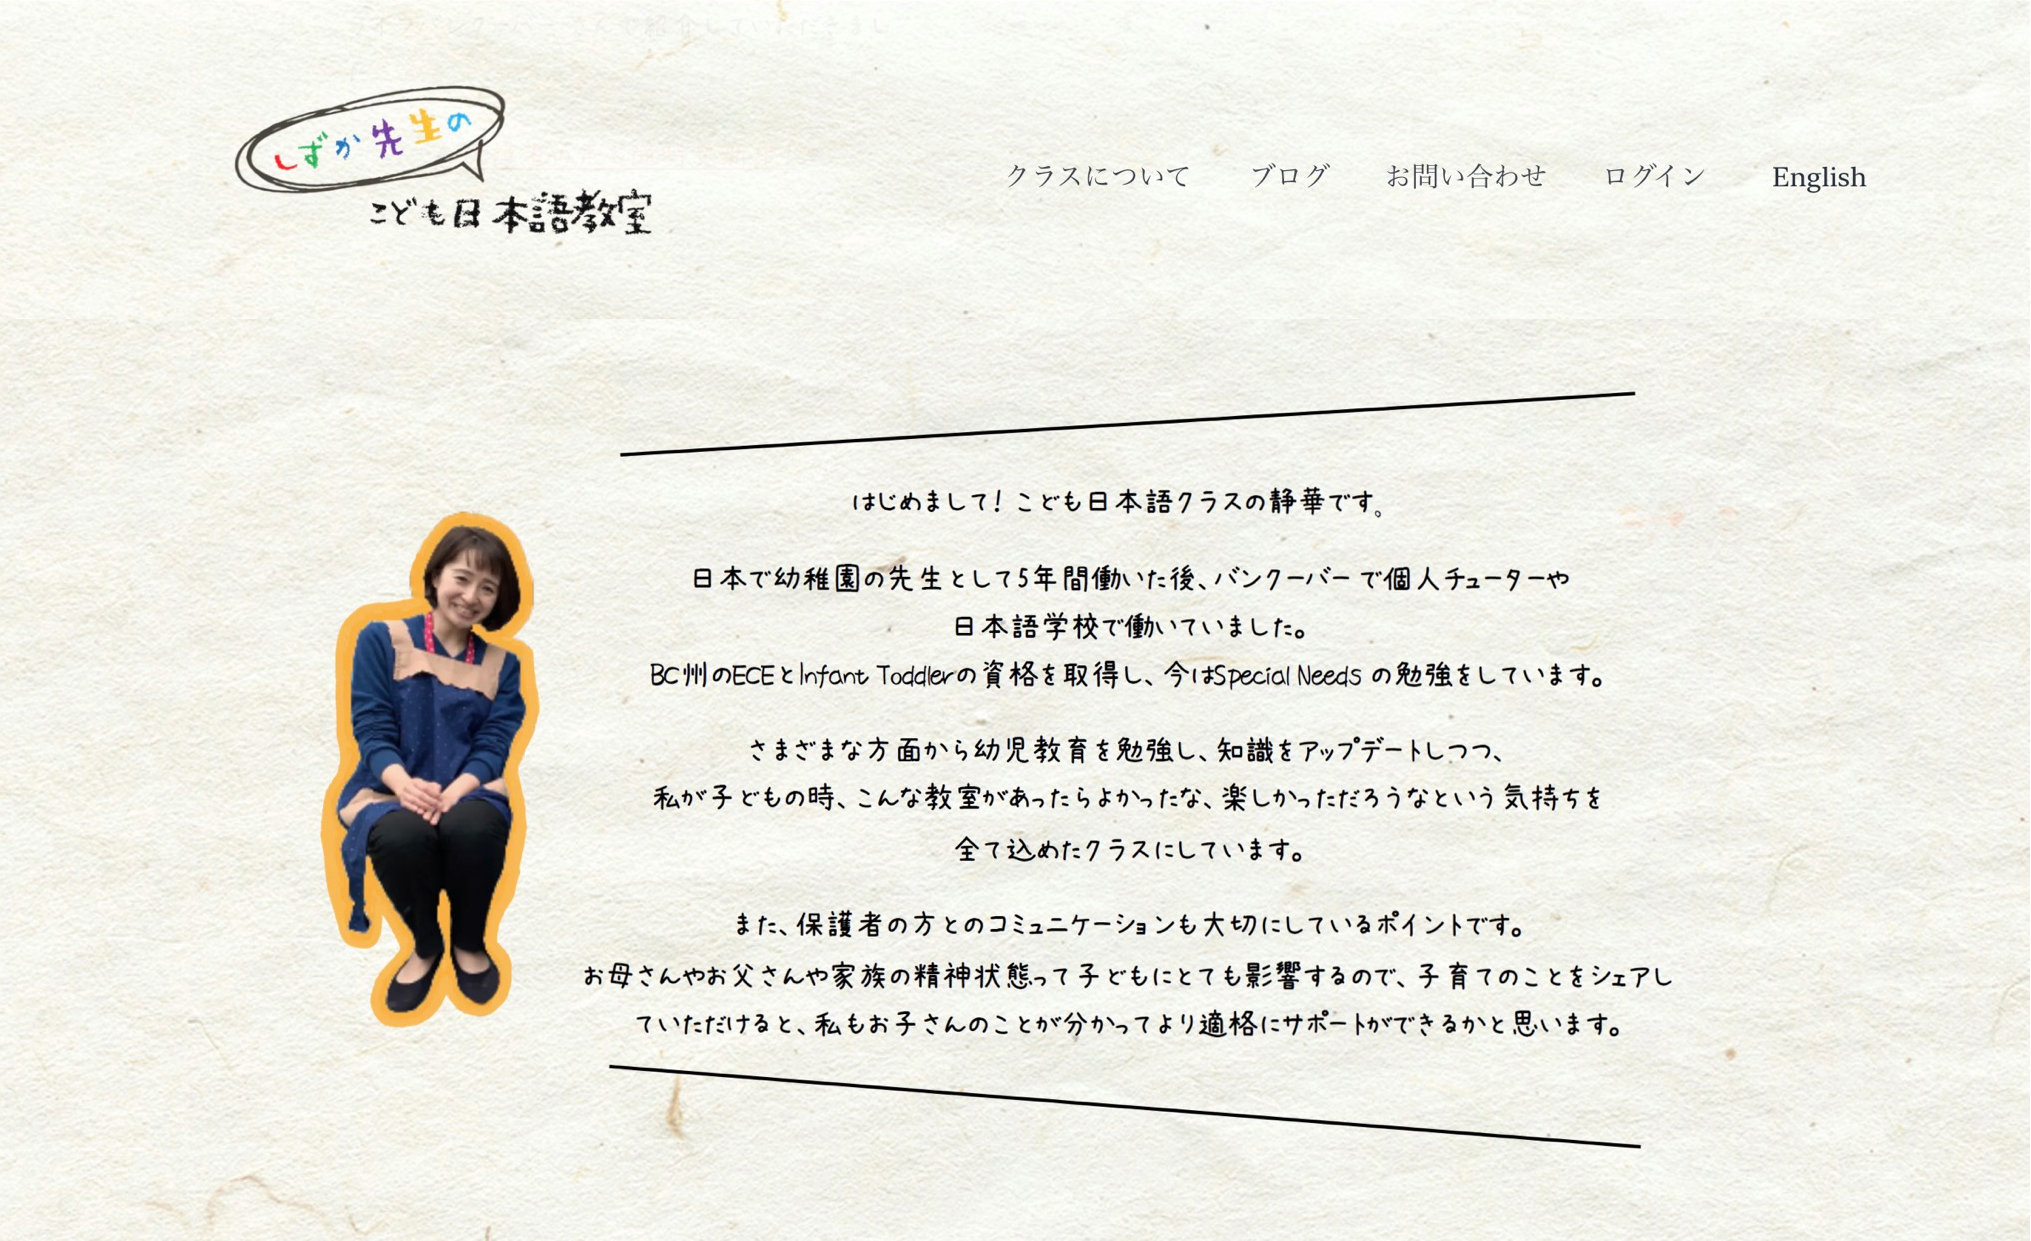 しずか先生の
こども日本語教室
クラスについて
ブログ
お問い合わせ
ログイン
English
はじめまして! こども日本語クラスの静華です。
日本で幼稚園の先生として5年間働いた後、バンクーバー で個人チューターや
日本語学校で働いていました。
BC州のECEとInfant Toddlerの資格を取得し、今はSpecial Needs の勉強をしています。
さまざまな方面から幼児教育を勉強し、知識をアップデートしつつ、
私が子どもの時、こんな教室があったらよかったな、楽しかっただろうなという気持ちを
全て込めたクラスにしています。
また、保護者の方とのコミュニケーションも大切にしているポイントです。
お母さんやお父さんや家族の精神状態って子どもにとても影響するので、子育てのことをシェアし
ていただけると、私もお子さんのことが分かってより適格にサポートができるかと思います。